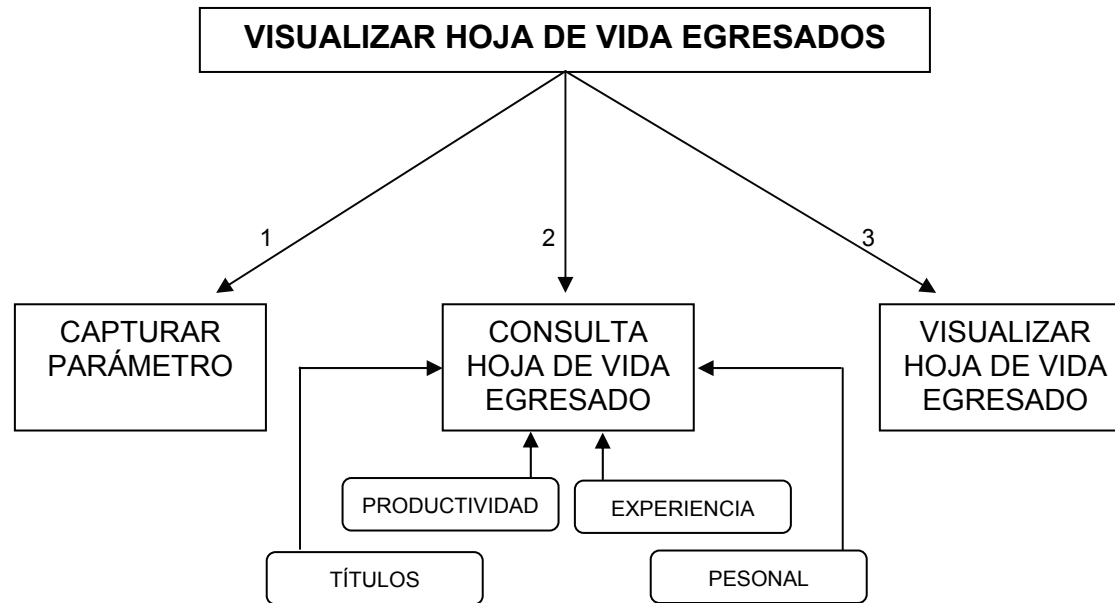 VISUALIZAR HOJA DE VIDA EGRESADOS
1
2
3
CAPTURAR
PARÁMETRO
CONSULTA
HOJA DE VIDA
EGRESADO
VISUALIZAR
HOJA DE VIDA
EGRESADO
PRODUCTIVIDAD
EXPERIENCIA
TÍTULOS
PESONAL